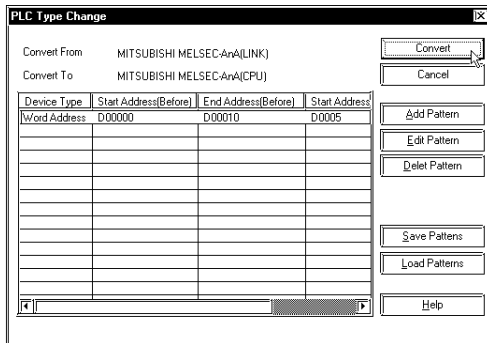 PLC Type Change
Convert From MITSUBISHI MELSEC-AnA(LINK)
Convert To MITSUBISHI MELSEC-AnA(CPU)
Device Type Start Address(Before) End Address(Before) Start Address
Word Address D00000 D00010 D0005
Convert
Cancel
Add Pattern
Edit Pattern
Delet Pattern
Save Pattens
Load Patterns
Help